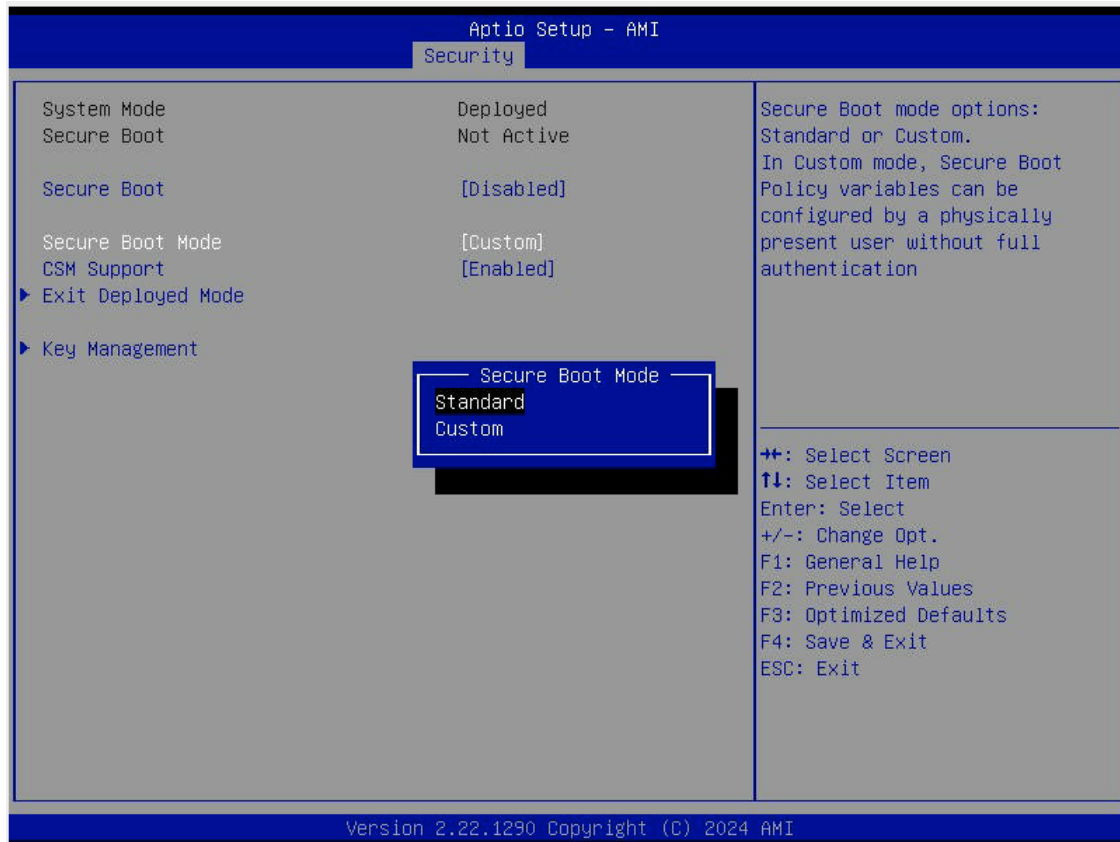 Aptio Setup – AMI
Security
System Mode Deployed
Secure Boot Not Active
Secure Boot [Disabled]
Secure Boot Mode [Custom]
CSM Support [Enabled]
Exit Deployed Mode
Key Management
Secure Boot Mode
Standard
Custom
Secure Boot mode options:
Standard or Custom.
In Custom mode, Secure Boot
Policy variables can be
configured by a physically
present user without full
authentication
→←: Select Screen
↑↓: Select Item
Enter: Select
+/-: Change Opt.
F1: General Help
F2: Previous Values
F3: Optimized Defaults
F4: Save & Exit
ESC: Exit
Version 2.22.1290 Copyright (C) 2024 AMI